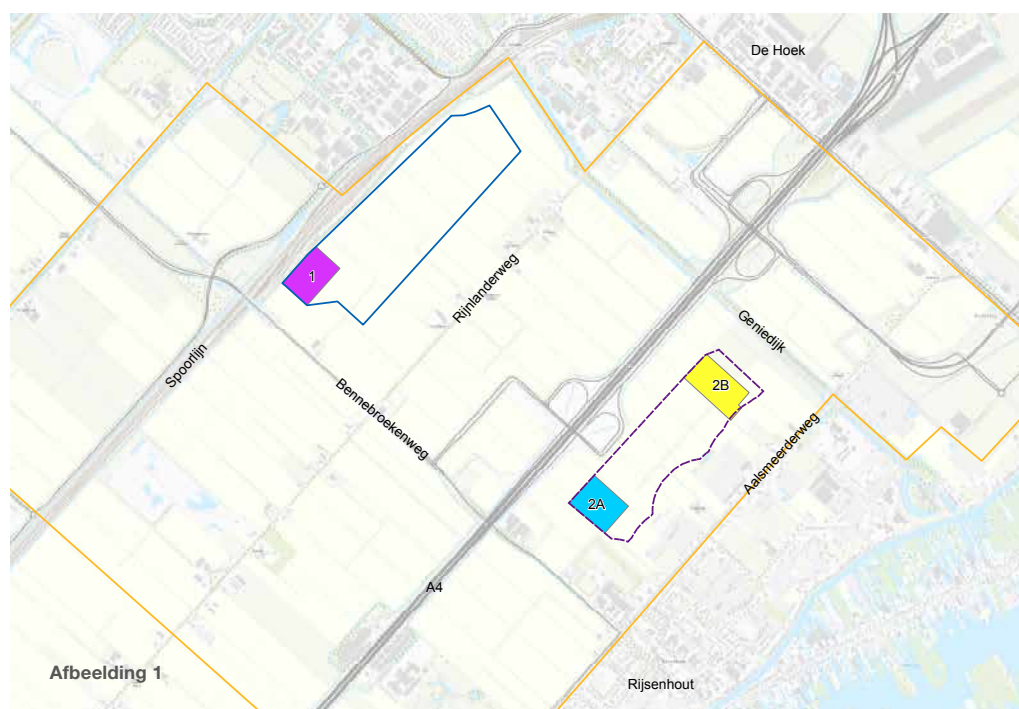 De Hoek
1
Rijnlanderweg
Geniedijk
Spoorlijn
2B
Bennebroekenweg
Aalsmeerderweg
2A
A4
Afbeelding 1
Rijsenhout